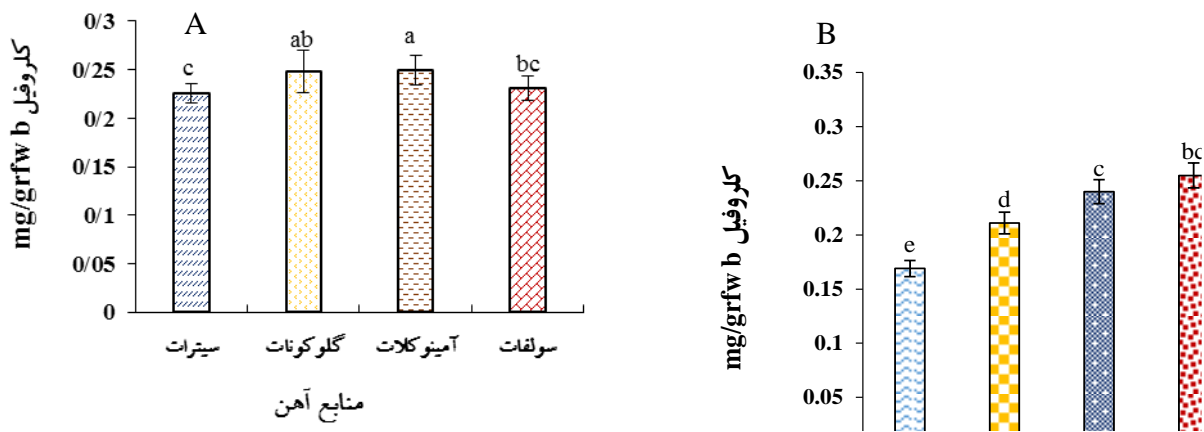 A
کلروفیل b mg/grfw
0/3
0/25
0/2
0/15
0/1
0/05
0
c
ab
a
bc
سیترات
گلوکونات
آمینوکلات
سولفات
منابع آهن
B
کلروفیل b mg/grfw
0.35
0.3
0.25
0.2
0.15
0.1
0.05
e
d
c
bc